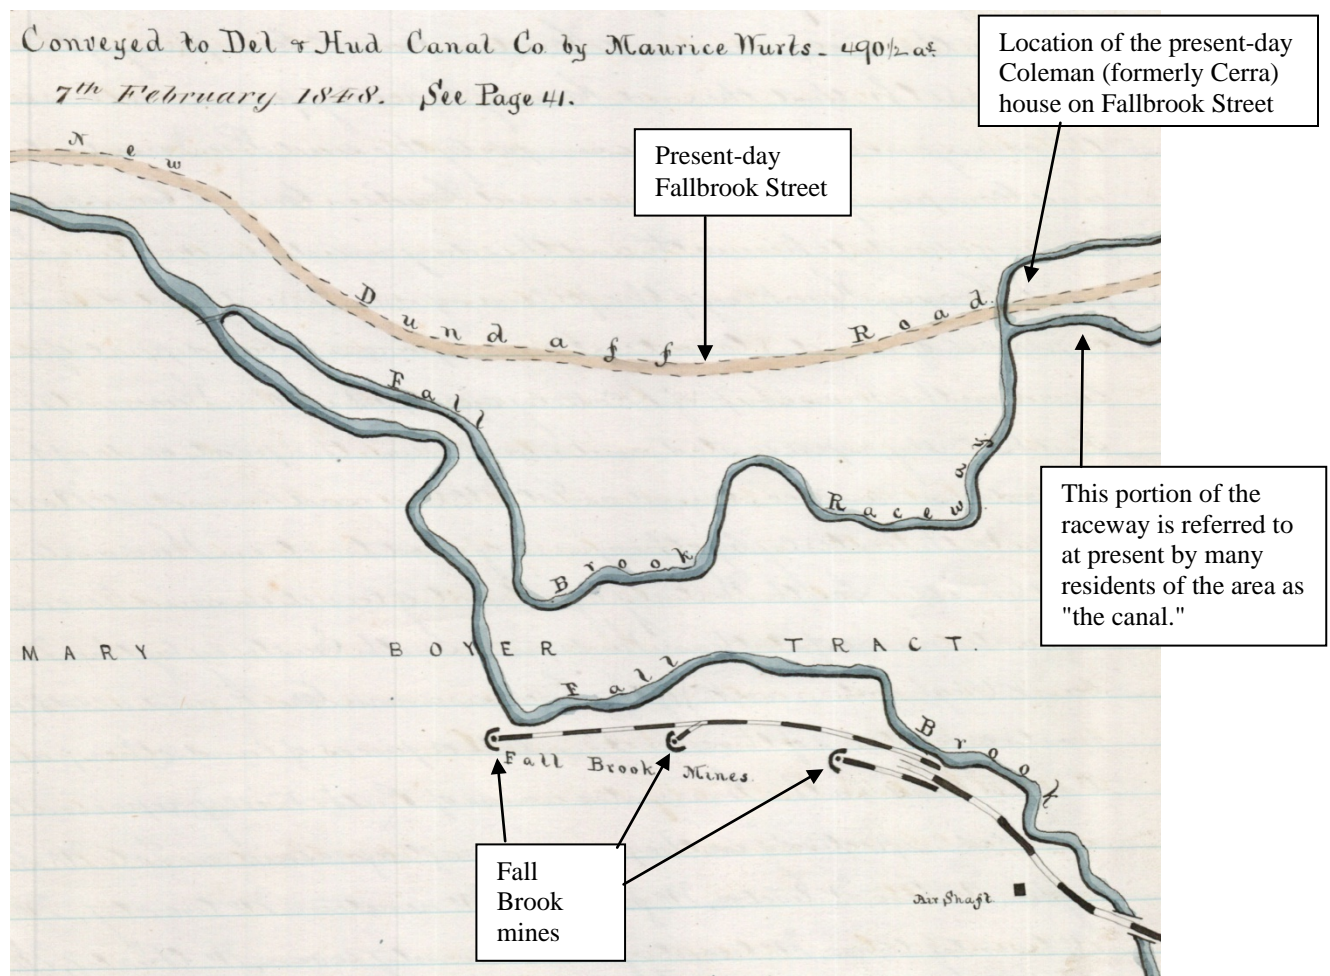 Conveyed to Del & Hud Canal Co. by Maurice Wurts - 490 1/2 as.
7th February 1848. See Page 41.
Location of the present-day
Coleman (formerly Cerra)
house on Fallbrook Street
Present-day
Fallbrook Street
New Dundaff Road.
Fall Brook Raceway
This portion of the
raceway is referred to
at present by many
residents of the area as
"the canal."
MARY BOYER TRACT.
Fall Brook
Fall Brook Mines.
Fall
Brook
mines
Air Shaft